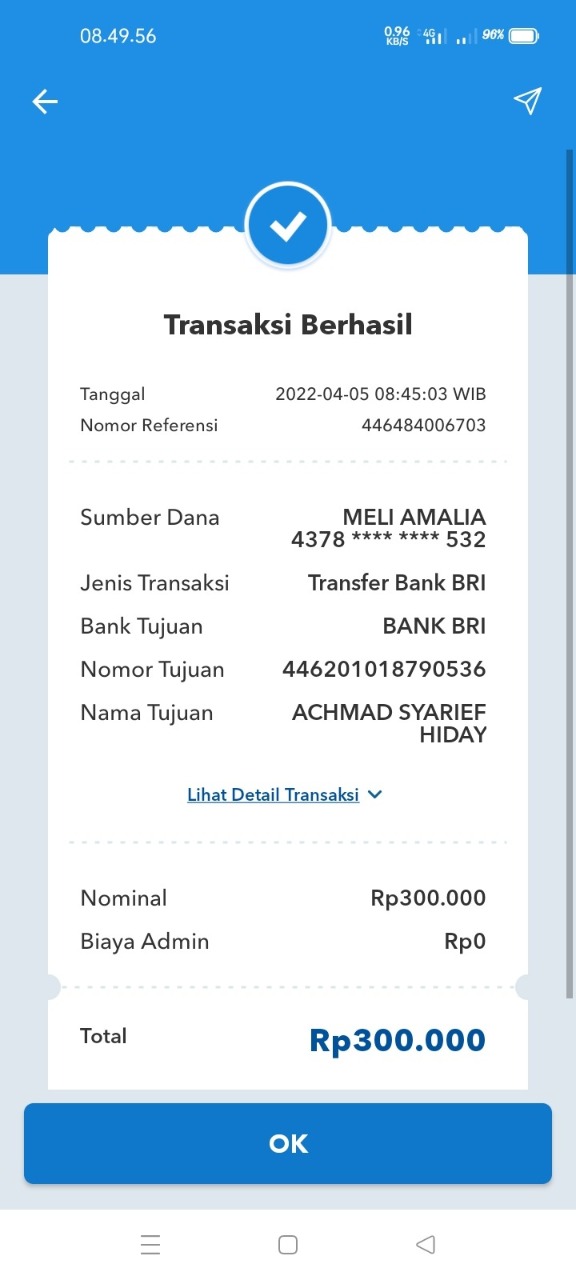 08.49.56 0.96 KB/S 4G 96%
Transaksi Berhasil
Tanggal 2022-04-05 08:45:03 WIB
Nomor Referensi 446484006703
Sumber Dana MELI AMALIA
4378 **** **** 532
Jenis Transaksi Transfer Bank BRI
Bank Tujuan BANK BRI
Nomor Tujuan 446201018790536
Nama Tujuan ACHMAD SYARIEF
HIDAY
Lihat Detail Transaksi
Nominal Rp300.000
Biaya Admin Rp0
Total Rp300.000
OK